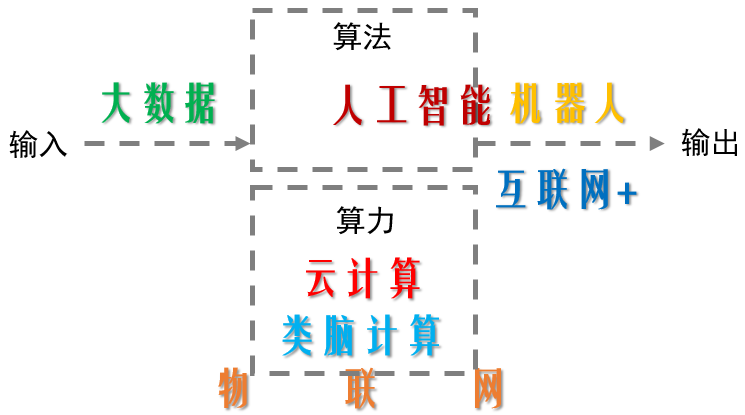 算法
大数据
人工智能
机器人
输入
输出
互联网+
算力
云计算
类脑计算
物联网